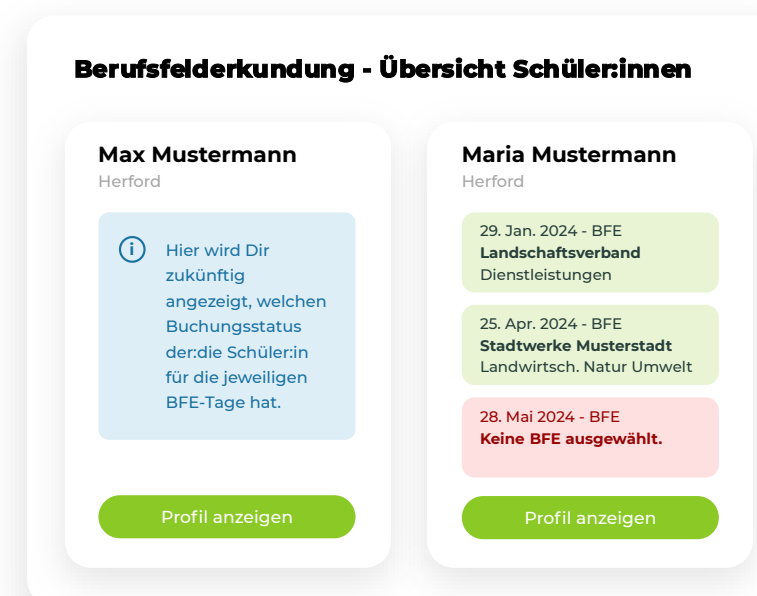 Berufsfelderkundung - Übersicht Schüler:innen
Max Mustermann
Herford
Hier wird Dir
zukünftig
angezeigt, welchen
Buchungsstatus
der:die Schüler:in
für die jeweiligen
BFE-Tage hat.
Profil anzeigen
Maria Mustermann
Herford
29. Jan. 2024 - BFE
Landschaftsverband
Dienstleistungen
25. Apr. 2024 - BFE
Stadtwerke Musterstadt
Landwirtsch. Natur Umwelt
28. Mai 2024 - BFE
Keine BFE ausgewählt.
Profil anzeigen